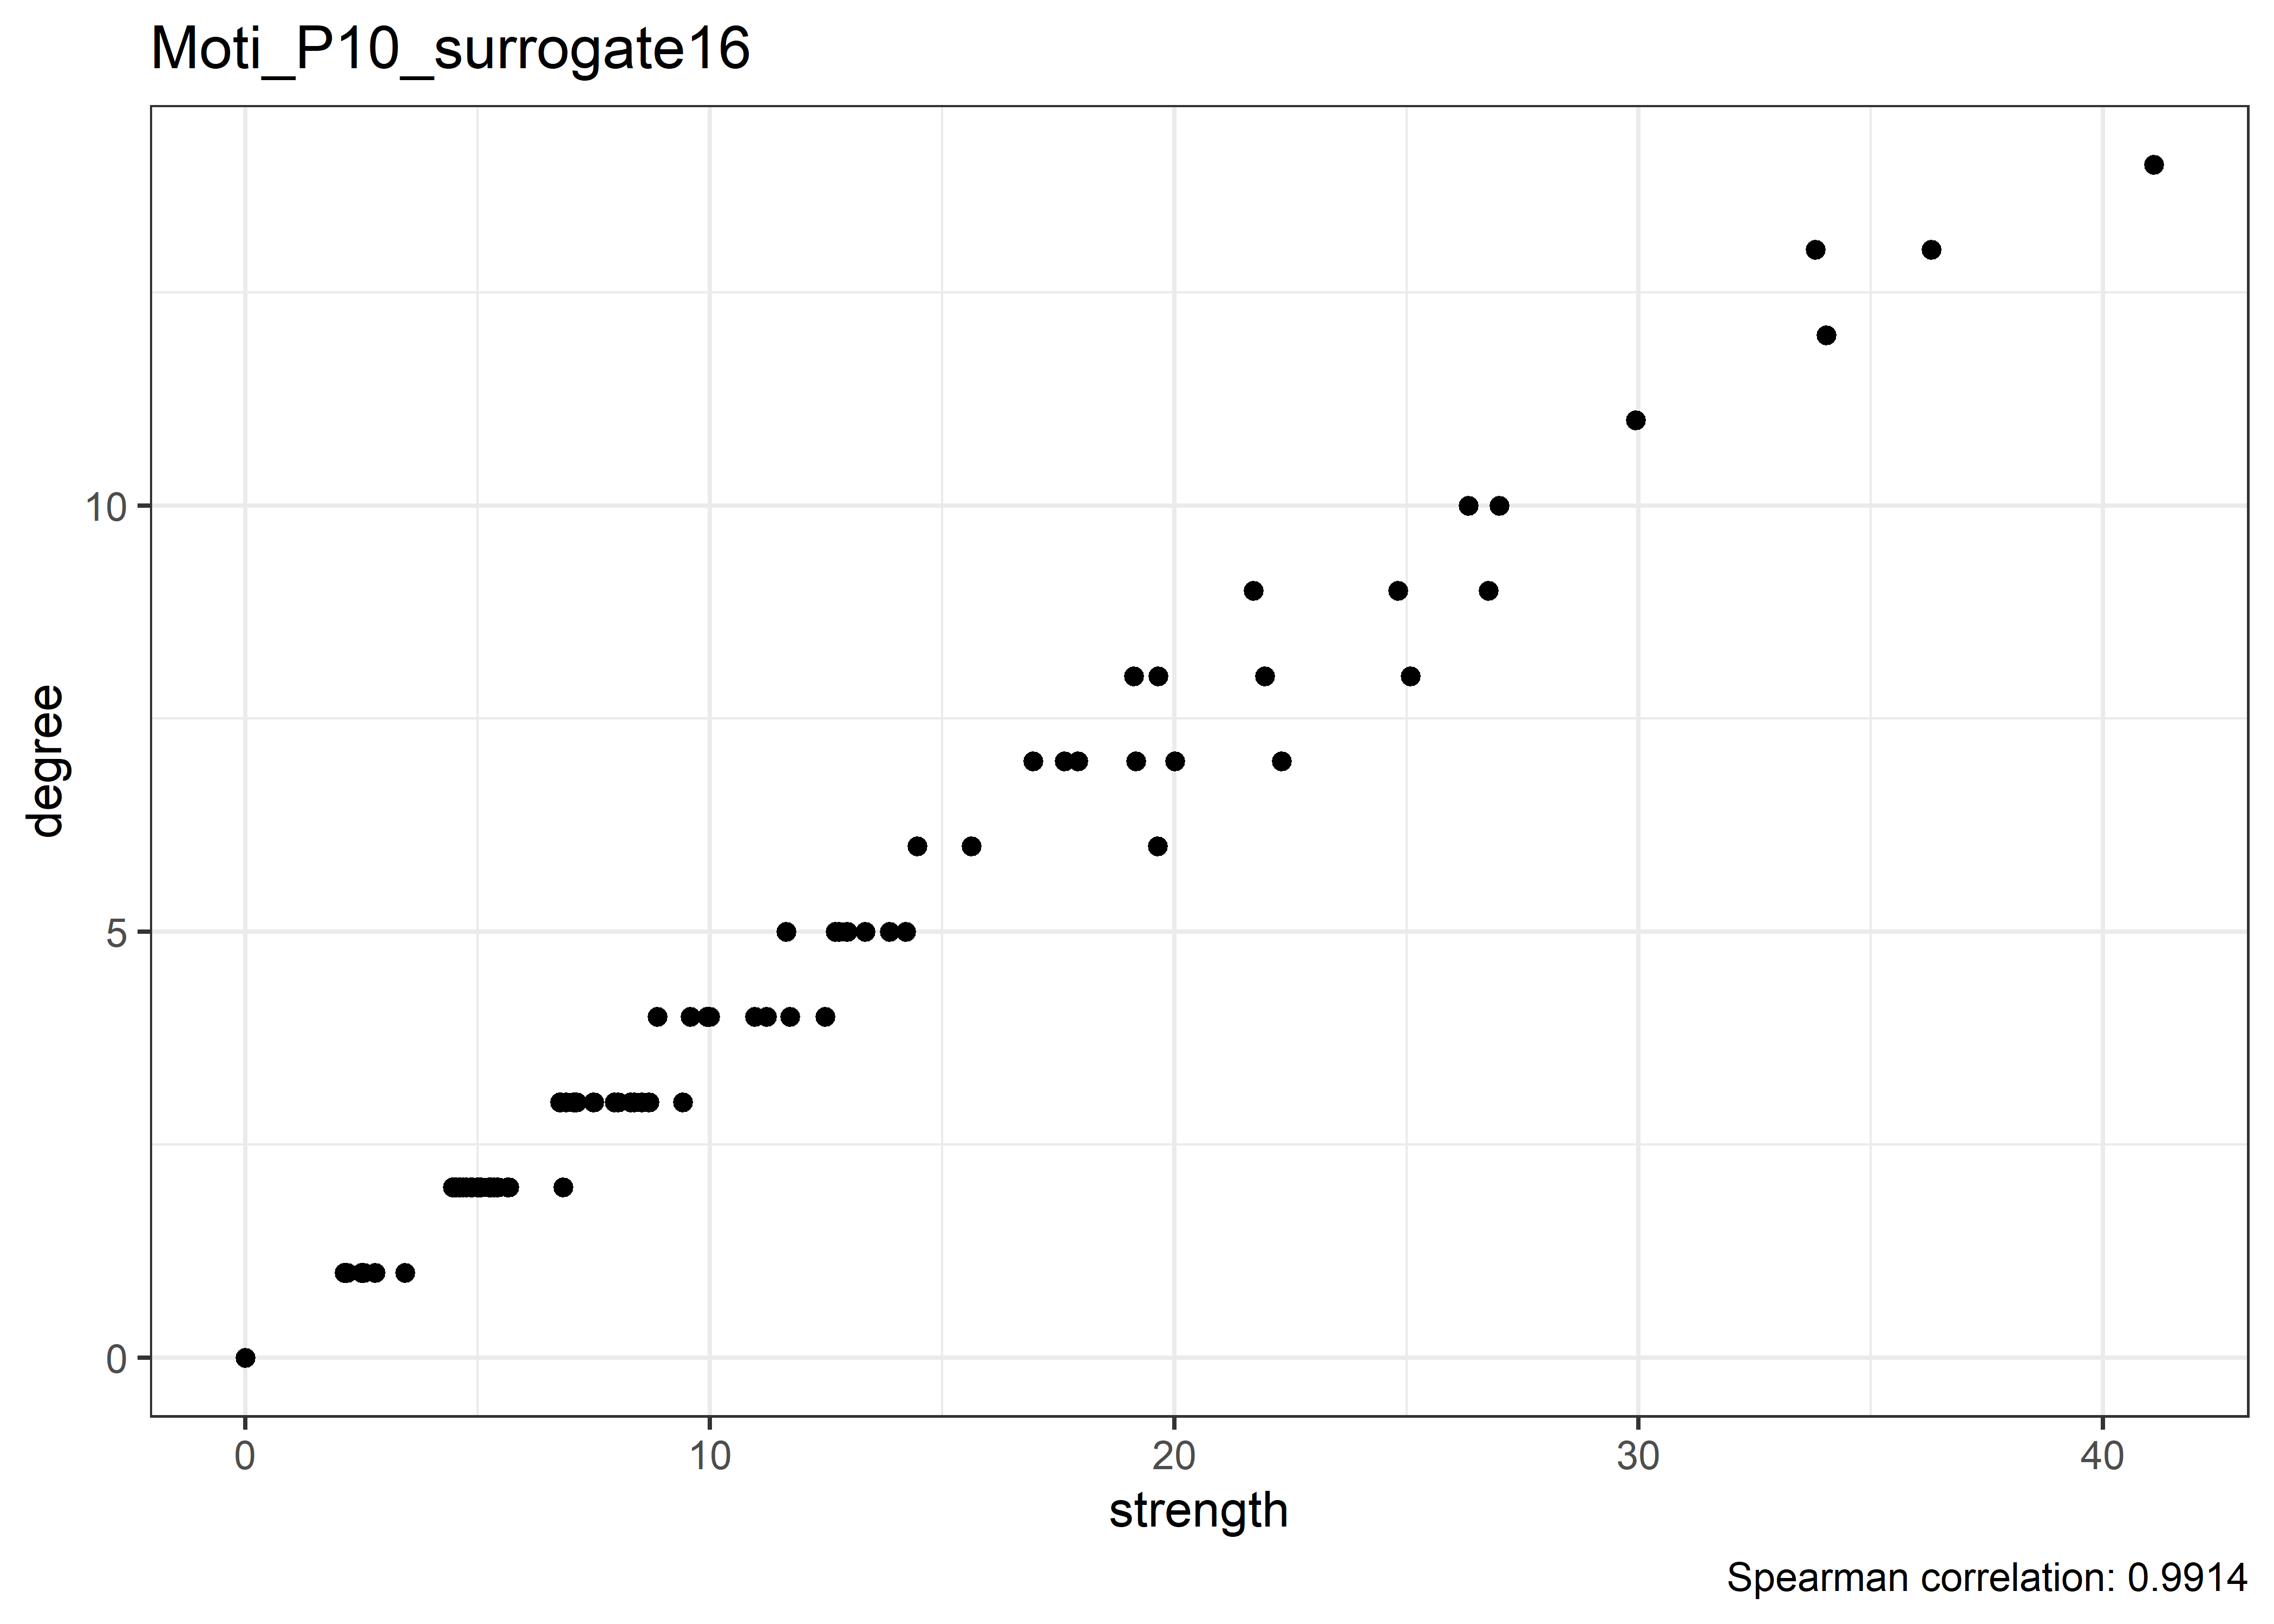 Moti_P10_surrogate16
degree
10
5
0
0 10 20 30 40
strength
Spearman correlation: 0.9914